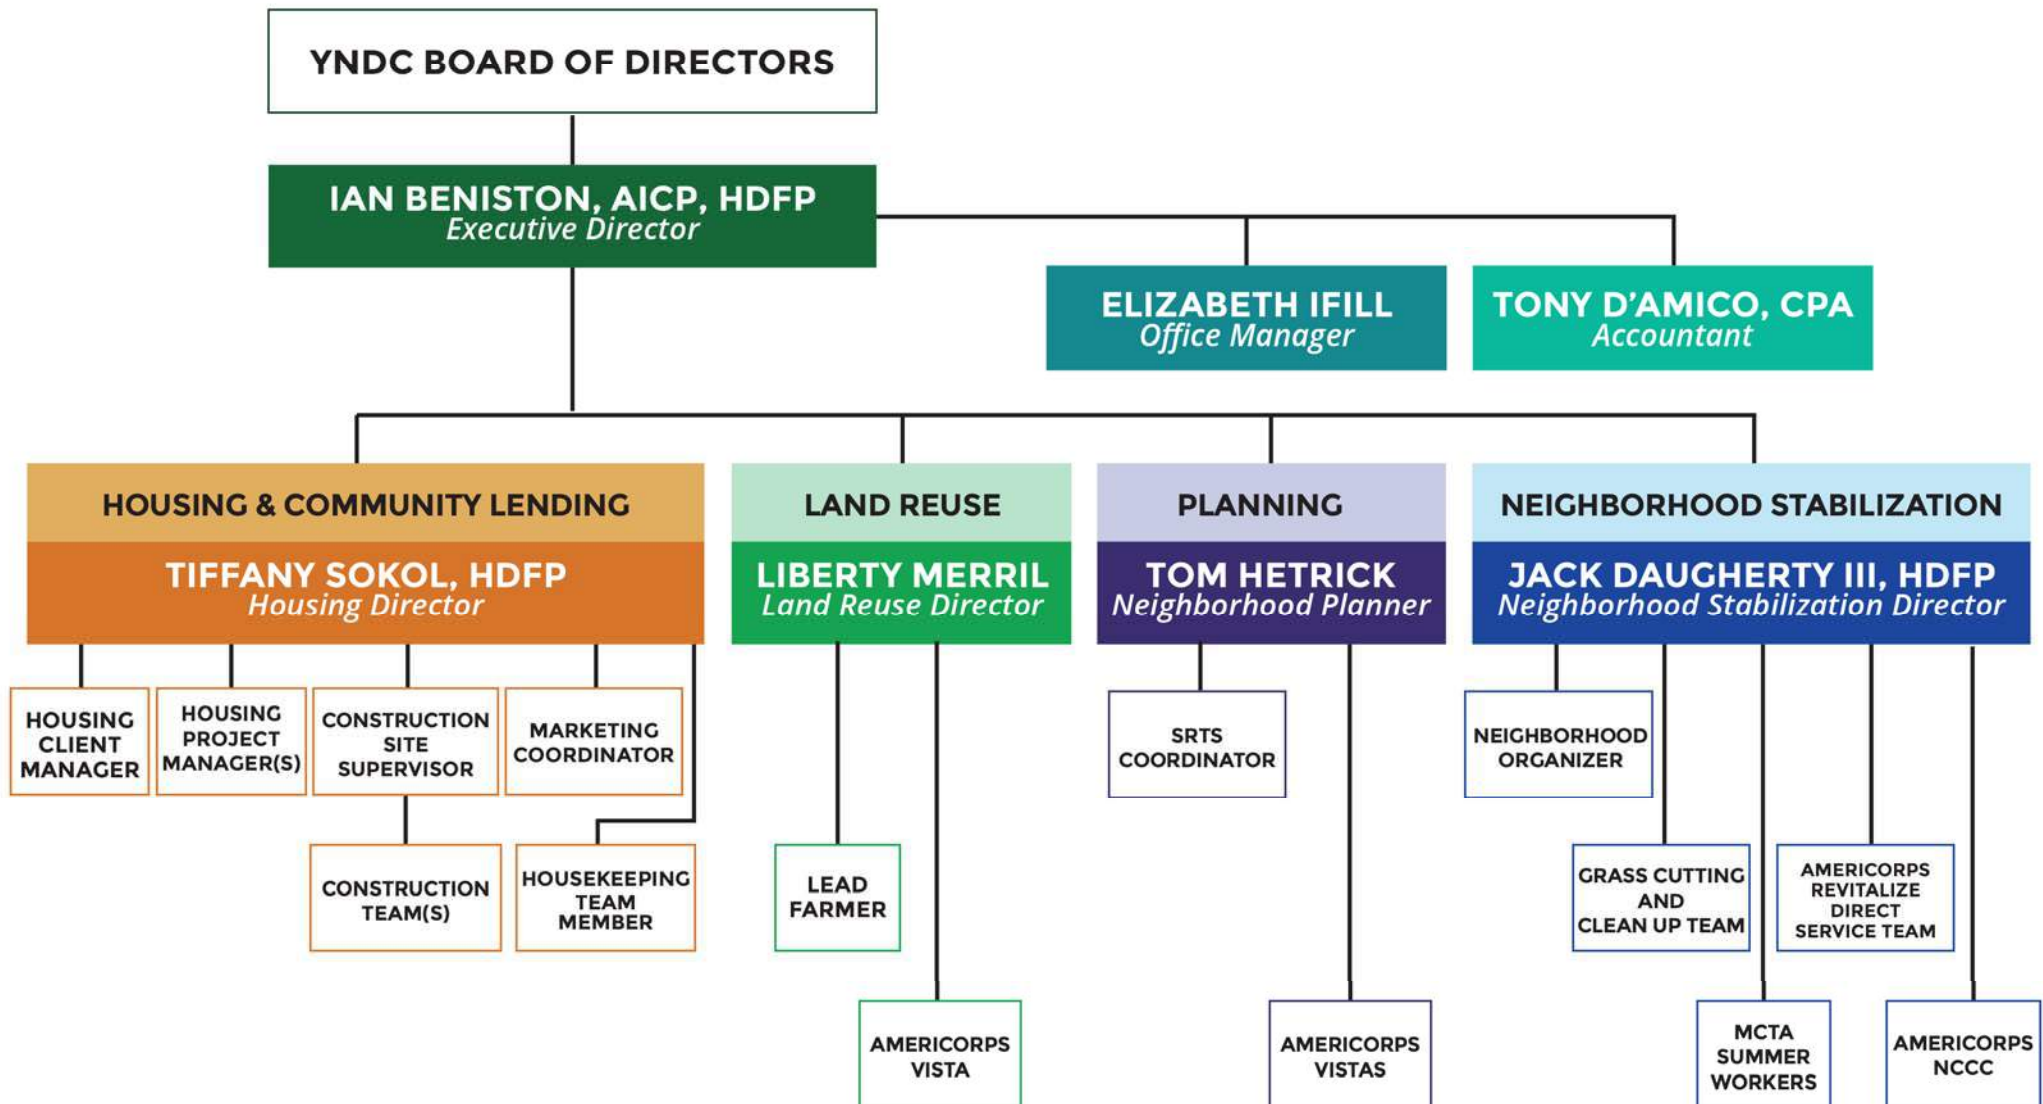 YNDC BOARD OF DIRECTORS
IAN BENISTON, AICP, HDFP
Executive Director
ELIZABETH IFILL
Office Manager
TONY D'AMICO, CPA
Accountant
HOUSING & COMMUNITY LENDING
TIFFANY SOKOL, HDFP
Housing Director
LAND REUSE
LIBERTY MERRIL
Land Reuse Director
PLANNING
TOM HETRICK
Neighborhood Planner
NEIGHBORHOOD STABILIZATION
JACK DAUGHERTY III, HDFP
Neighborhood Stabilization Director
HOUSING
CLIENT
MANAGER
HOUSING
PROJECT
MANAGER(S)
CONSTRUCTION
SITE
SUPERVISOR
MARKETING
COORDINATOR
SRTS
COORDINATOR
NEIGHBORHOOD
ORGANIZER
CONSTRUCTION
TEAM(S)
HOUSEKEEPING
TEAM
MEMBER
LEAD
FARMER
GRASS CUTTING
AND
CLEAN UP TEAM
AMERICORPS
REVITALIZE
DIRECT
SERVICE TEAM
AMERICORPS
VISTA
AMERICORPS
VISTAS
MCTA
SUMMER
WORKERS
AMERICORPS
NCCC